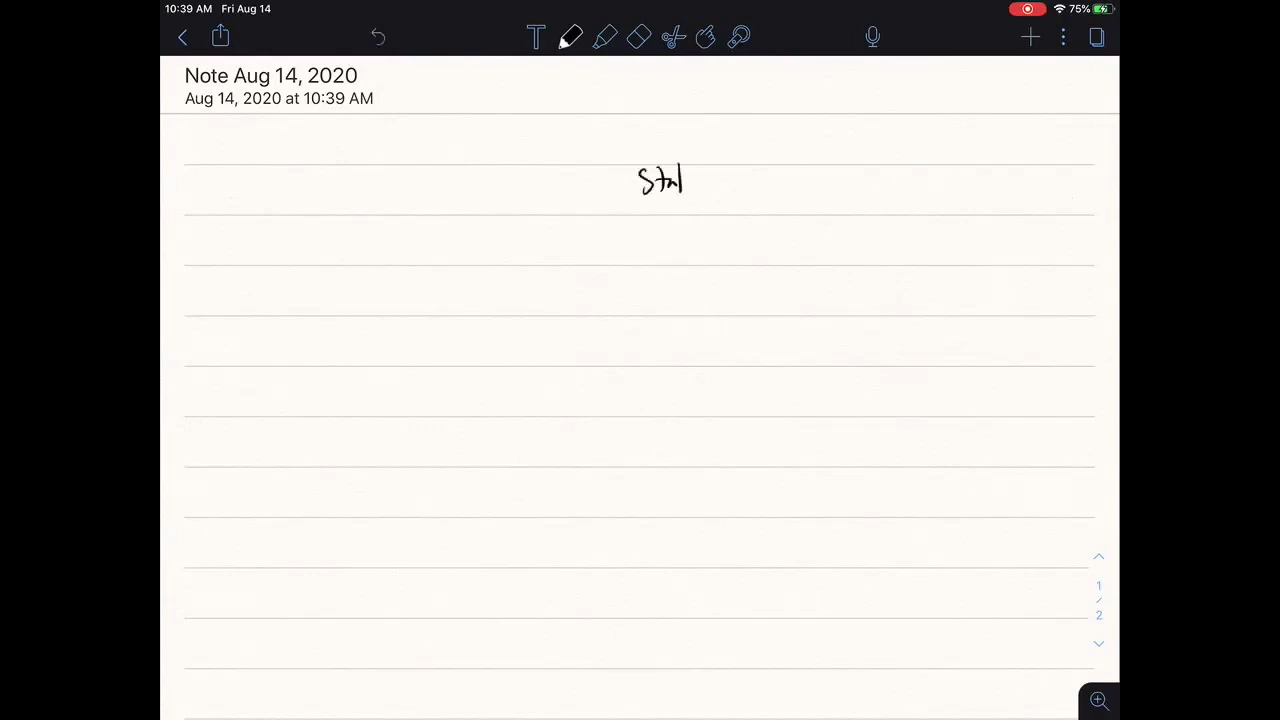 10:39 AM Fri Aug 14
75%
Note Aug 14, 2020
Aug 14, 2020 at 10:39 AM
Stal
1
/
2